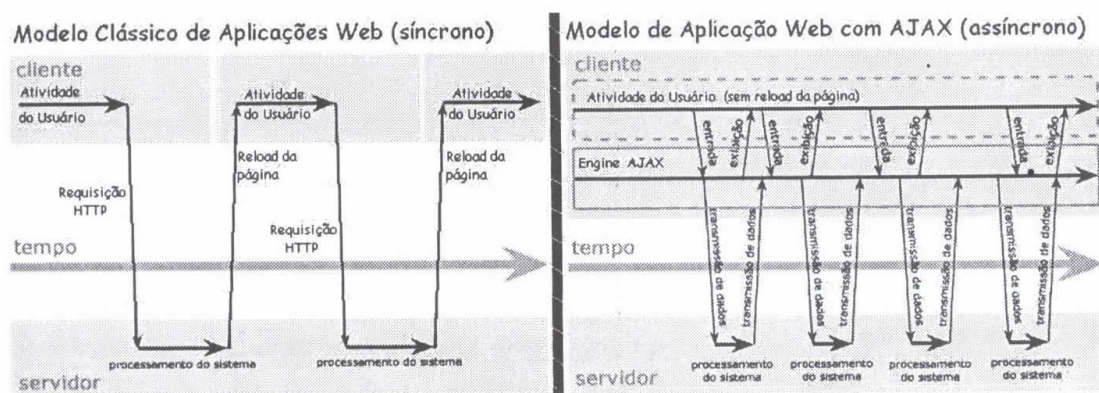 Modelo Clássico de Aplicações Web (síncrono)
cliente
Atividade
do Usuário
Atividade
do Usuário
Atividade
do Usuário
Requisição
HTTP
Reload da
página
Requisição
HTTP
Reload da
página
tempo
processamento do sistema
processamento do sistema
servidor
Modelo de Aplicação Web com AJAX (assíncrono)
cliente
Atividade do Usuário (sem reload da página)
entrada
exibição
entrada
exibição
entrada
exibição
entrada
exibição
Engine AJAX
transmissão de dados
transmissão de dados
transmissão de dados
transmissão de dados
transmissão de dados
transmissão de dados
transmissão de dados
transmissão de dados
tempo
processamento
do sistema
processamento
do sistema
processamento
do sistema
processamento
do sistema
servidor